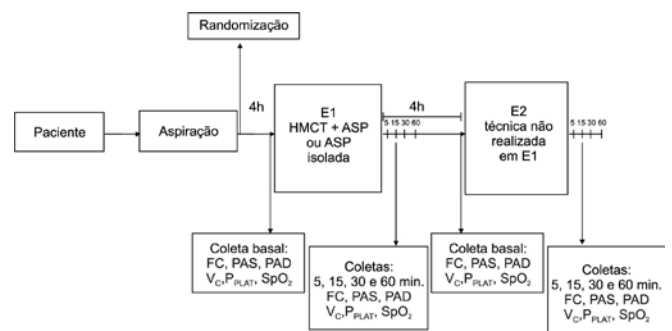 Randomização
4h
Paciente
Aspiração
E1
HMCT + ASP
ou ASP
isolada
4h
5 15 30 60
E2
técnica não
realizada
em E1
5 15 30 60
Coleta basal:
FC, PAS, PAD
VC,PPLAT, SpO2
Coletas:
5, 15, 30 e 60 min.
FC, PAS, PAD
VC,PPLAT, SpO2
Coleta basal:
FC, PAS, PAD
VC,PPLAT, SpO2
Coletas:
5, 15, 30 e 60 min.
FC, PAS, PAD
VC,PPLAT, SpO2